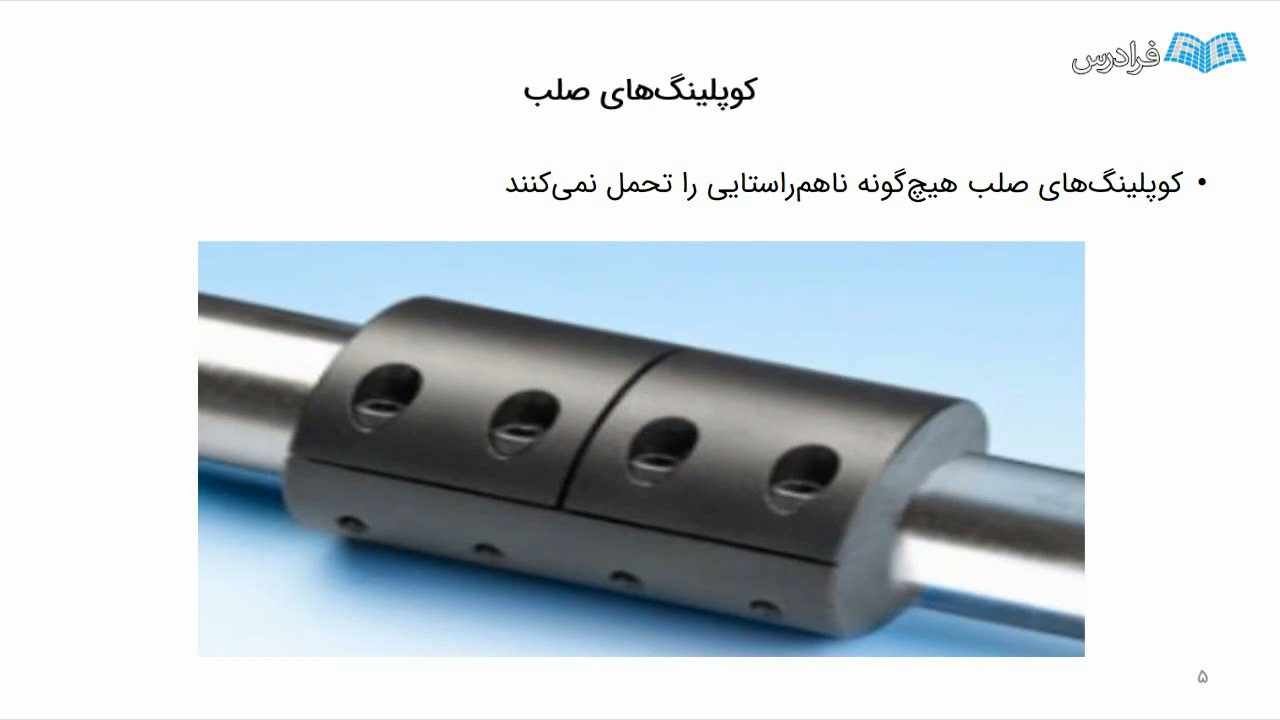 فرادرس
کوپلینگ‌های صلب
• کوپلینگ‌های صلب هیچ‌گونه ناهم‌راستایی را تحمل نمی‌کنند
۵